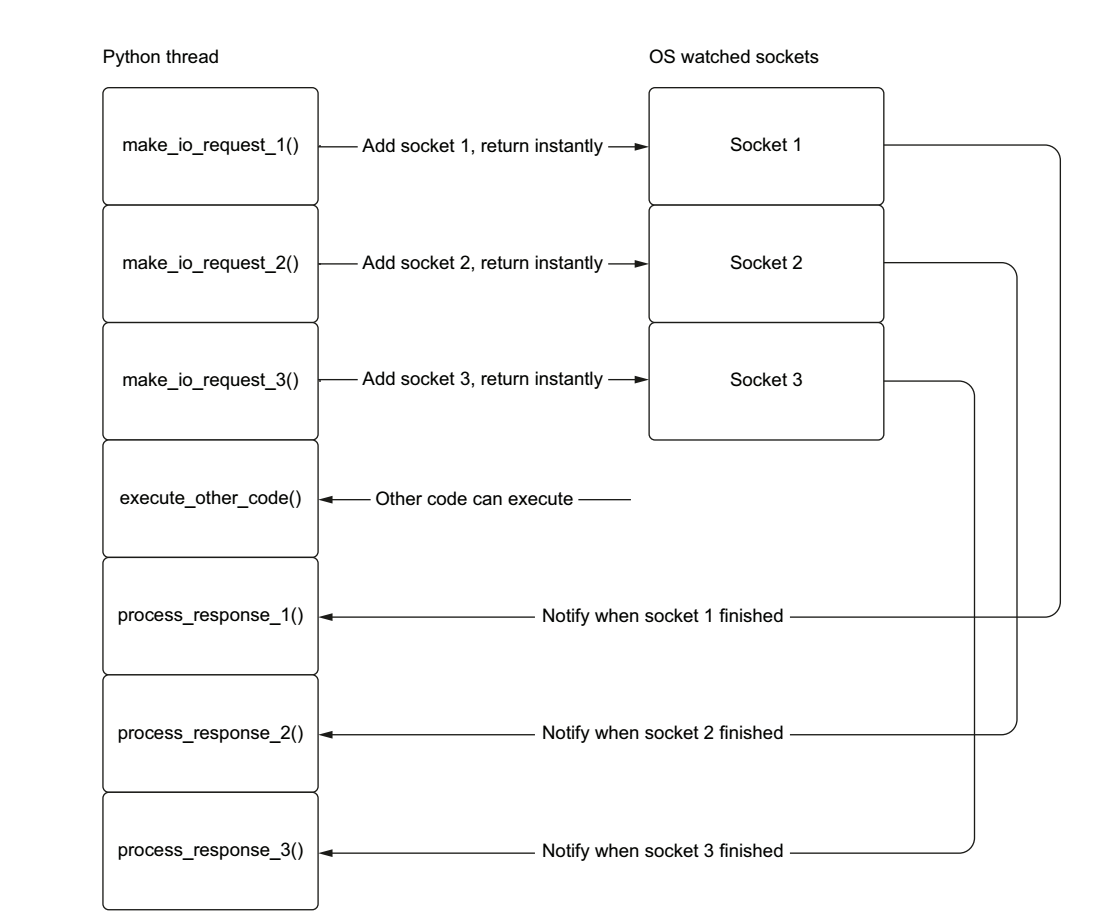 Python thread
OS watched sockets
make_io_request_1()
Add socket 1, return instantly
Socket 1
make_io_request_2()
Add socket 2, return instantly
Socket 2
make_io_request_3()
Add socket 3, return instantly
Socket 3
execute_other_code()
Other code can execute
process_response_1()
Notify when socket 1 finished
process_response_2()
Notify when socket 2 finished
process_response_3()
Notify when socket 3 finished